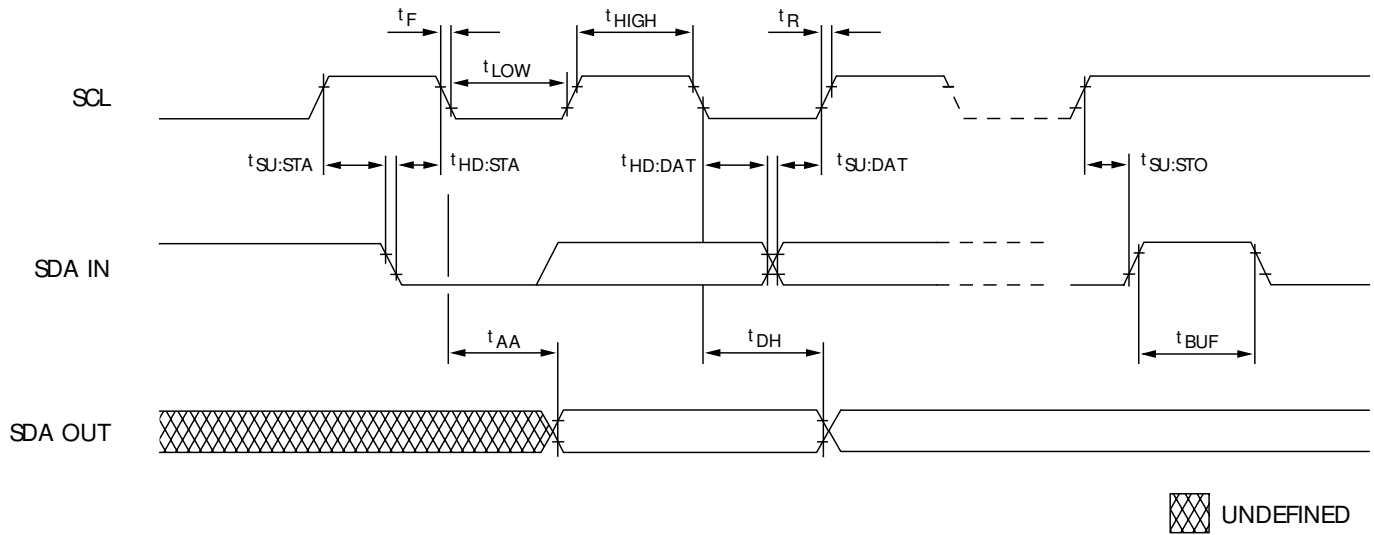 tF
tHIGH
tR
tLOW
SCL
tSU:STA
tHD:STA
tHD:DAT
tSU:DAT
tSU:STO
SDA IN
tAA
tDH
tBUF
SDA OUT
UNDEFINED